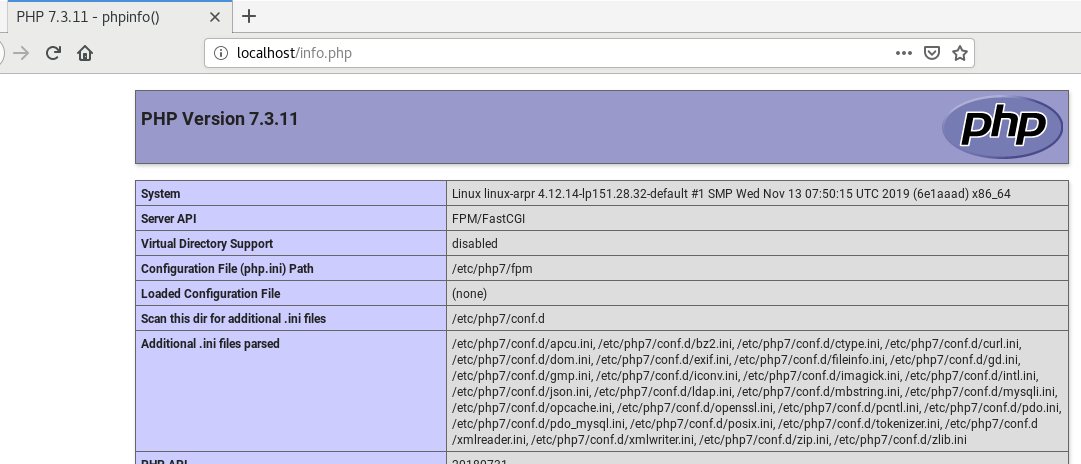 PHP 7.3.11 - phpinfo()
localhost/info.php
PHP Version 7.3.11
php
System Linux linux-arpr 4.12.14-lp151.28.32-default #1 SMP Wed Nov 13 07:50:15 UTC 2019 (6e1aaad) x86_64
Server API FPM/FastCGI
Virtual Directory Support disabled
Configuration File (php.ini) Path /etc/php7/fpm
Loaded Configuration File (none)
Scan this dir for additional .ini files /etc/php7/conf.d
Additional .ini files parsed /etc/php7/conf.d/apcu.ini, /etc/php7/conf.d/bz2.ini, /etc/php7/conf.d/ctype.ini, /etc/php7/conf.d/curl.ini,
/etc/php7/conf.d/dom.ini, /etc/php7/conf.d/exif.ini, /etc/php7/conf.d/fileinfo.ini, /etc/php7/conf.d/gd.ini,
/etc/php7/conf.d/gmp.ini, /etc/php7/conf.d/iconv.ini, /etc/php7/conf.d/imagick.ini, /etc/php7/conf.d/intl.ini,
/etc/php7/conf.d/json.ini, /etc/php7/conf.d/ldap.ini, /etc/php7/conf.d/mbstring.ini, /etc/php7/conf.d/mysqli.ini,
/etc/php7/conf.d/opcache.ini, /etc/php7/conf.d/openssl.ini, /etc/php7/conf.d/pcntl.ini, /etc/php7/conf.d/pdo.ini,
/etc/php7/conf.d/pdo_mysql.ini, /etc/php7/conf.d/posix.ini, /etc/php7/conf.d/tokenizer.ini, /etc/php7/conf.d
/xmlreader.ini, /etc/php7/conf.d/xmlwriter.ini, /etc/php7/conf.d/zip.ini, /etc/php7/conf.d/zlib.ini
PHP API 20180731